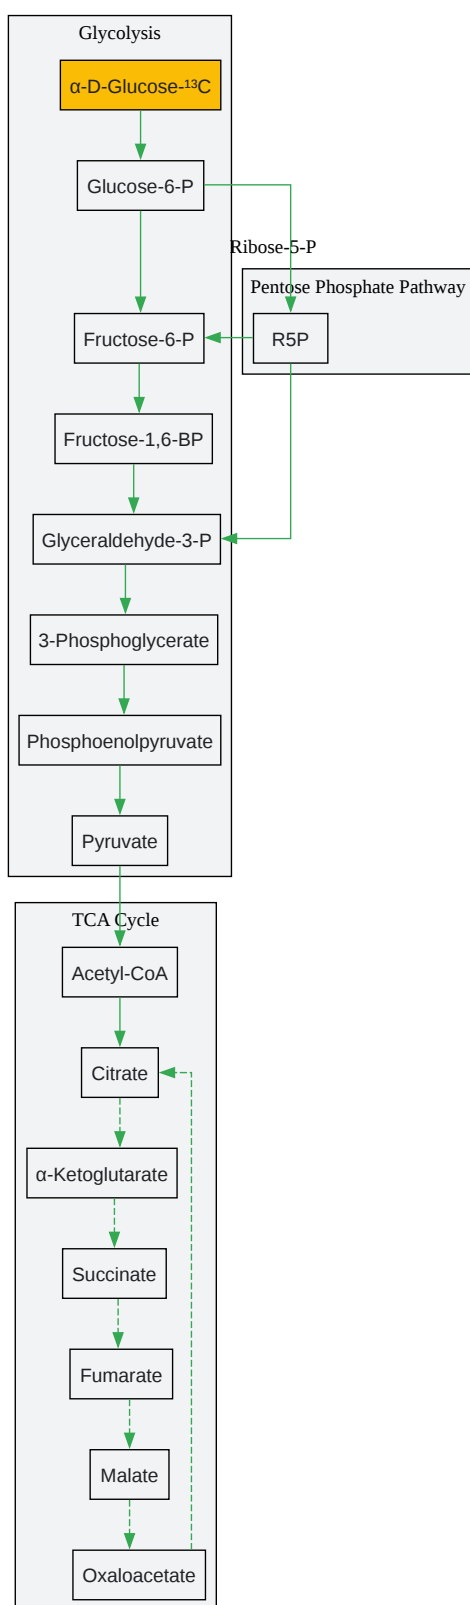 Glycolysis
α-D-Glucose-¹³C
Glucose-6-P
Ribose-5-P
Pentose Phosphate Pathway
Fructose-6-P
R5P
Fructose-1,6-BP
Glyceraldehyde-3-P
3-Phosphoglycerate
Phosphoenolpyruvate
Pyruvate
TCA Cycle
Acetyl-CoA
Citrate
α-Ketoglutarate
Succinate
Fumarate
Malate
Oxaloacetate